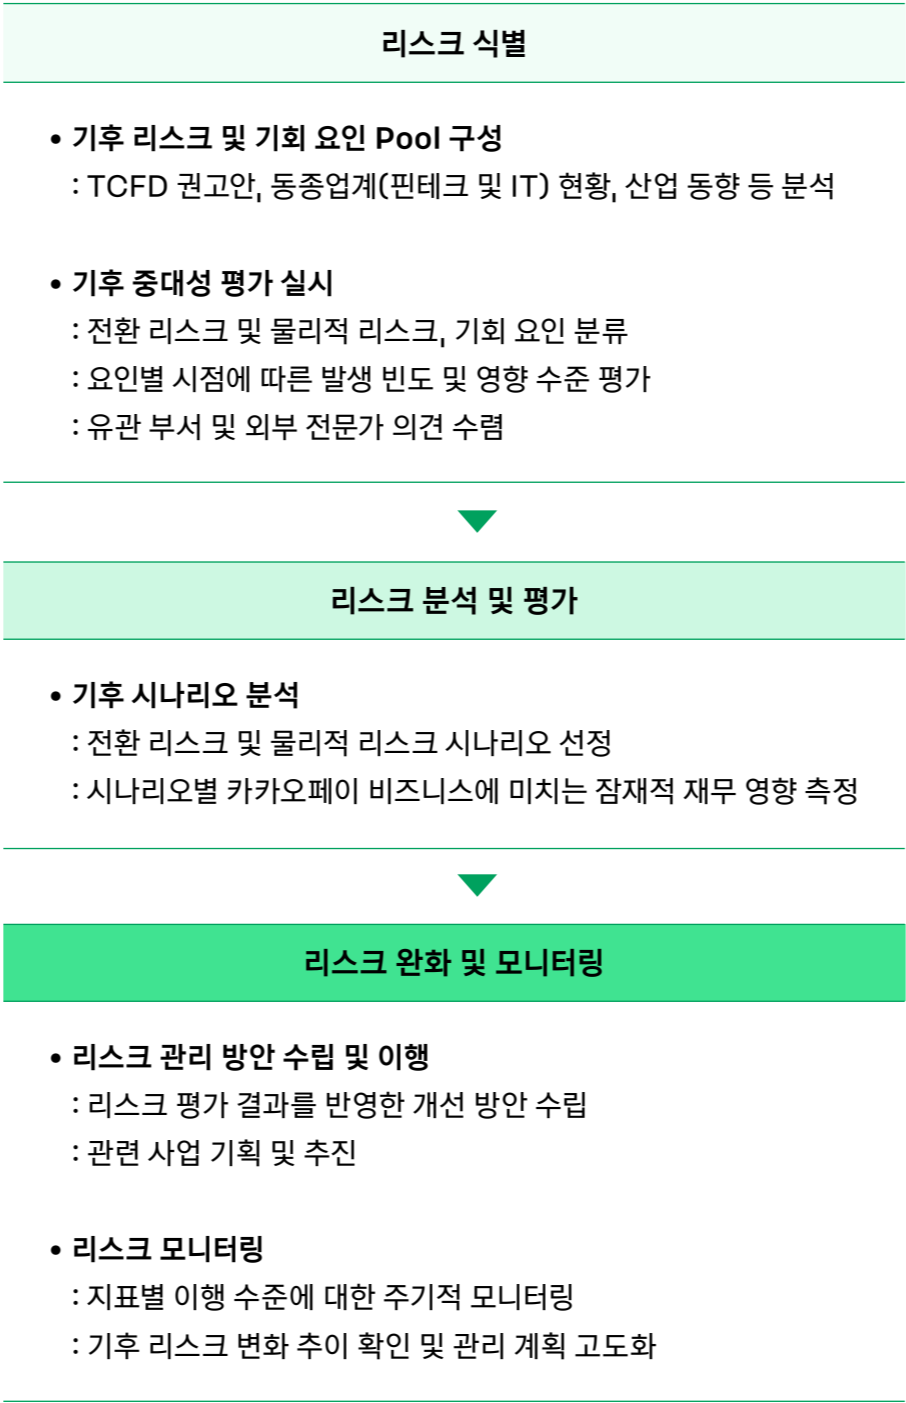 리스크 식별
• 기후 리스크 및 기회 요인 Pool 구성
: TCFD 권고안, 동종업계(핀테크 및 IT) 현황, 산업 동향 등 분석
• 기후 중대성 평가 실시
: 전환 리스크 및 물리적 리스크, 기회 요인 분류
: 요인별 시점에 따른 발생 빈도 및 영향 수준 평가
: 유관 부서 및 외부 전문가 의견 수렴
리스크 분석 및 평가
• 기후 시나리오 분석
: 전환 리스크 및 물리적 리스크 시나리오 선정
: 시나리오별 카카오페이 비즈니스에 미치는 잠재적 재무 영향 측정
리스크 완화 및 모니터링
• 리스크 관리 방안 수립 및 이행
: 리스크 평가 결과를 반영한 개선 방안 수립
: 관련 사업 기획 및 추진
• 리스크 모니터링
: 지표별 이행 수준에 대한 주기적 모니터링
: 기후 리스크 변화 추이 확인 및 관리 계획 고도화